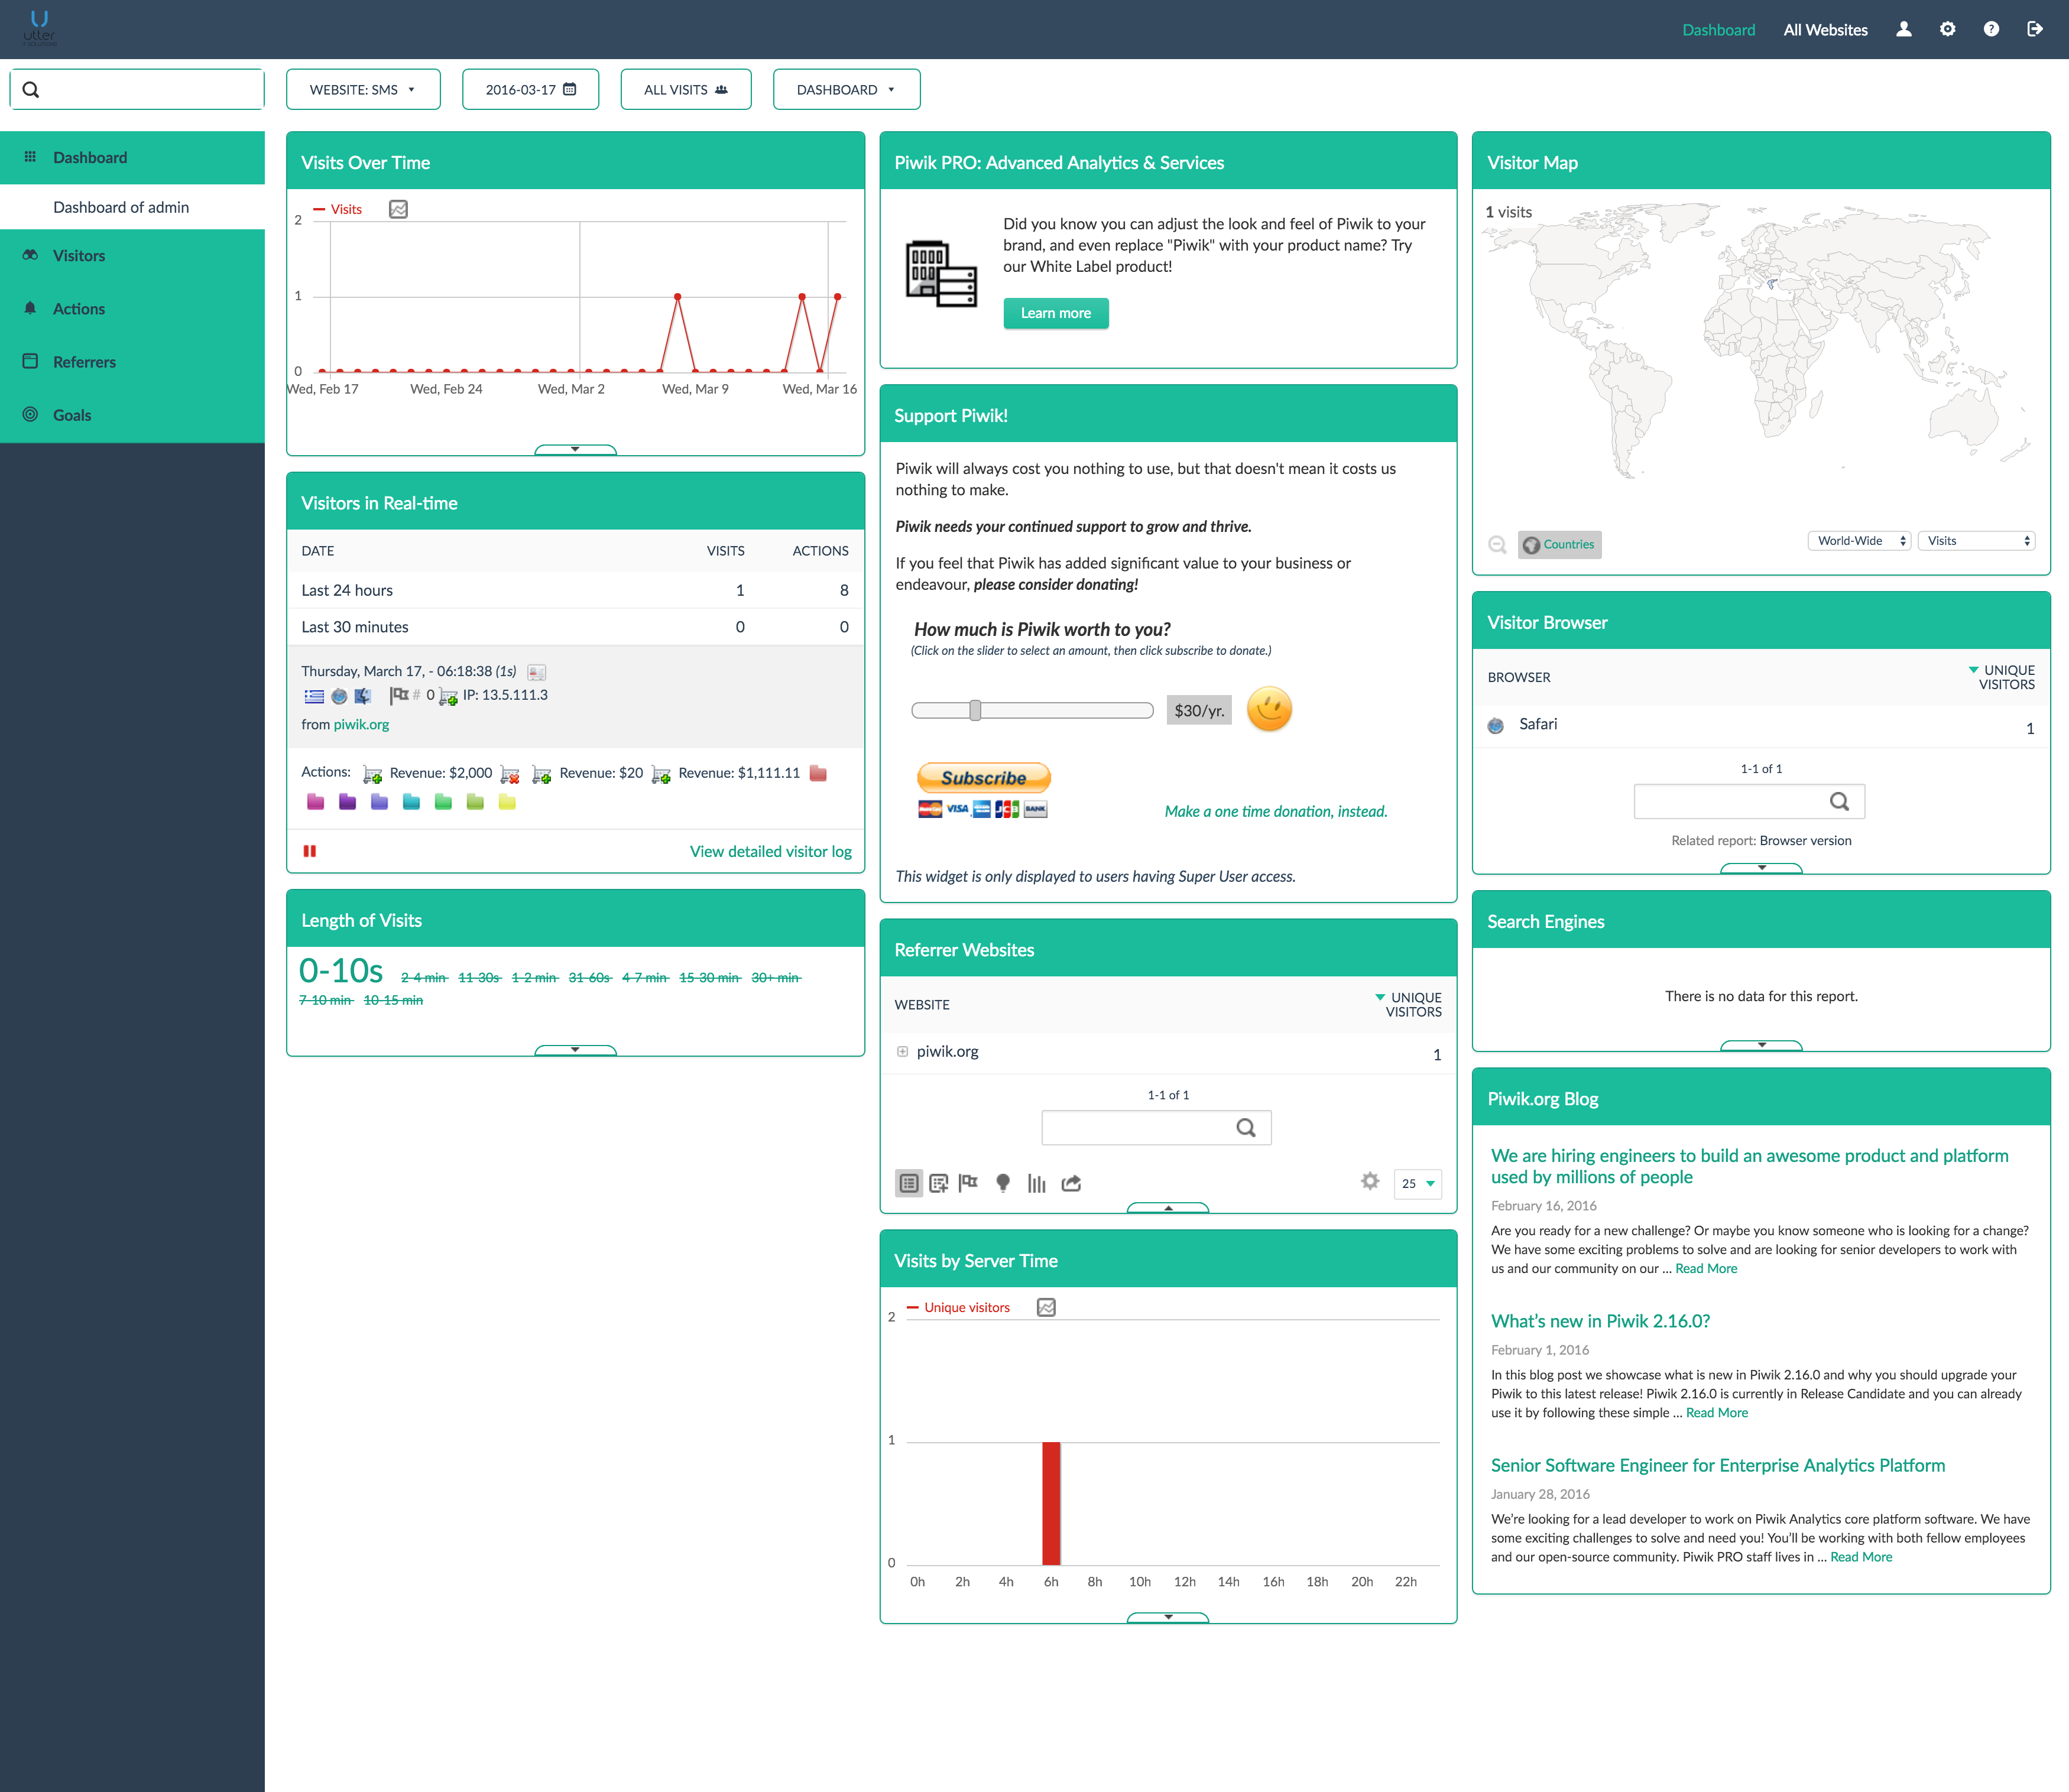 utter
Dashboard
All Websites
WEBSITE: SMS
2016-03-17
ALL VISITS
DASHBOARD
Dashboard
Dashboard of admin
Visitors
Actions
Referrers
Goals
Visits Over Time
Visits
2
1
0
Wed, Feb 17 Wed, Feb 24 Wed, Mar 2 Wed, Mar 9 Wed, Mar 16
Visitors in Real-time
DATE VISITS ACTIONS
Last 24 hours 1 8
Last 30 minutes 0 0
Thursday, March 17, - 06:18:38 (1s)
# 0 IP: 13.5.111.3
from piwik.org
Actions: Revenue: $2,000 Revenue: $20 Revenue: $1,111.11
View detailed visitor log
Length of Visits
0-10s 2-4 min 11-30s 1-2 min 31-60s 4-7 min 15-30 min 30+ min
7-10 min 10-15 min
Piwik PRO: Advanced Analytics & Services
Did you know you can adjust the look and feel of Piwik to your
brand, and even replace "Piwik" with your product name? Try
our White Label product!
Learn more
Support Piwik!
Piwik will always cost you nothing to use, but that doesn't mean it costs us
nothing to make.
Piwik needs your continued support to grow and thrive.
If you feel that Piwik has added significant value to your business or
endeavour, please consider donating!
How much is Piwik worth to you?
(Click on the slider to select an amount, then click subscribe to donate.)
$30/yr.
Subscribe
VISA JCB BANK
Make a one time donation, instead.
This widget is only displayed to users having Super User access.
Referrer Websites
WEBSITE UNIQUE
VISITORS
piwik.org 1
1-1 of 1
25
Visits by Server Time
Unique visitors
2
1
0
0h 2h 4h 6h 8h 10h 12h 14h 16h 18h 20h 22h
Visitor Map
1 visits
Countries
World-Wide
Visits
Visitor Browser
BROWSER UNIQUE
VISITORS
Safari 1
1-1 of 1
Related report: Browser version
Search Engines
There is no data for this report.
Piwik.org Blog
We are hiring engineers to build an awesome product and platform
used by millions of people
February 16, 2016
Are you ready for a new challenge? Or maybe you know someone who is looking for a change?
We have some exciting problems to solve and are looking for senior developers to work with
us and our community on our ... Read More
What's new in Piwik 2.16.0?
February 1, 2016
In this blog post we showcase what is new in Piwik 2.16.0 and why you should upgrade your
Piwik to this latest release! Piwik 2.16.0 is currently in Release Candidate and you can already
use it by following these simple ... Read More
Senior Software Engineer for Enterprise Analytics Platform
January 28, 2016
We're looking for a lead developer to work on Piwik Analytics core platform software. We have
some exciting challenges to solve and need you! You'll be working with both fellow employees
and our open-source community. Piwik PRO staff lives in ... Read More